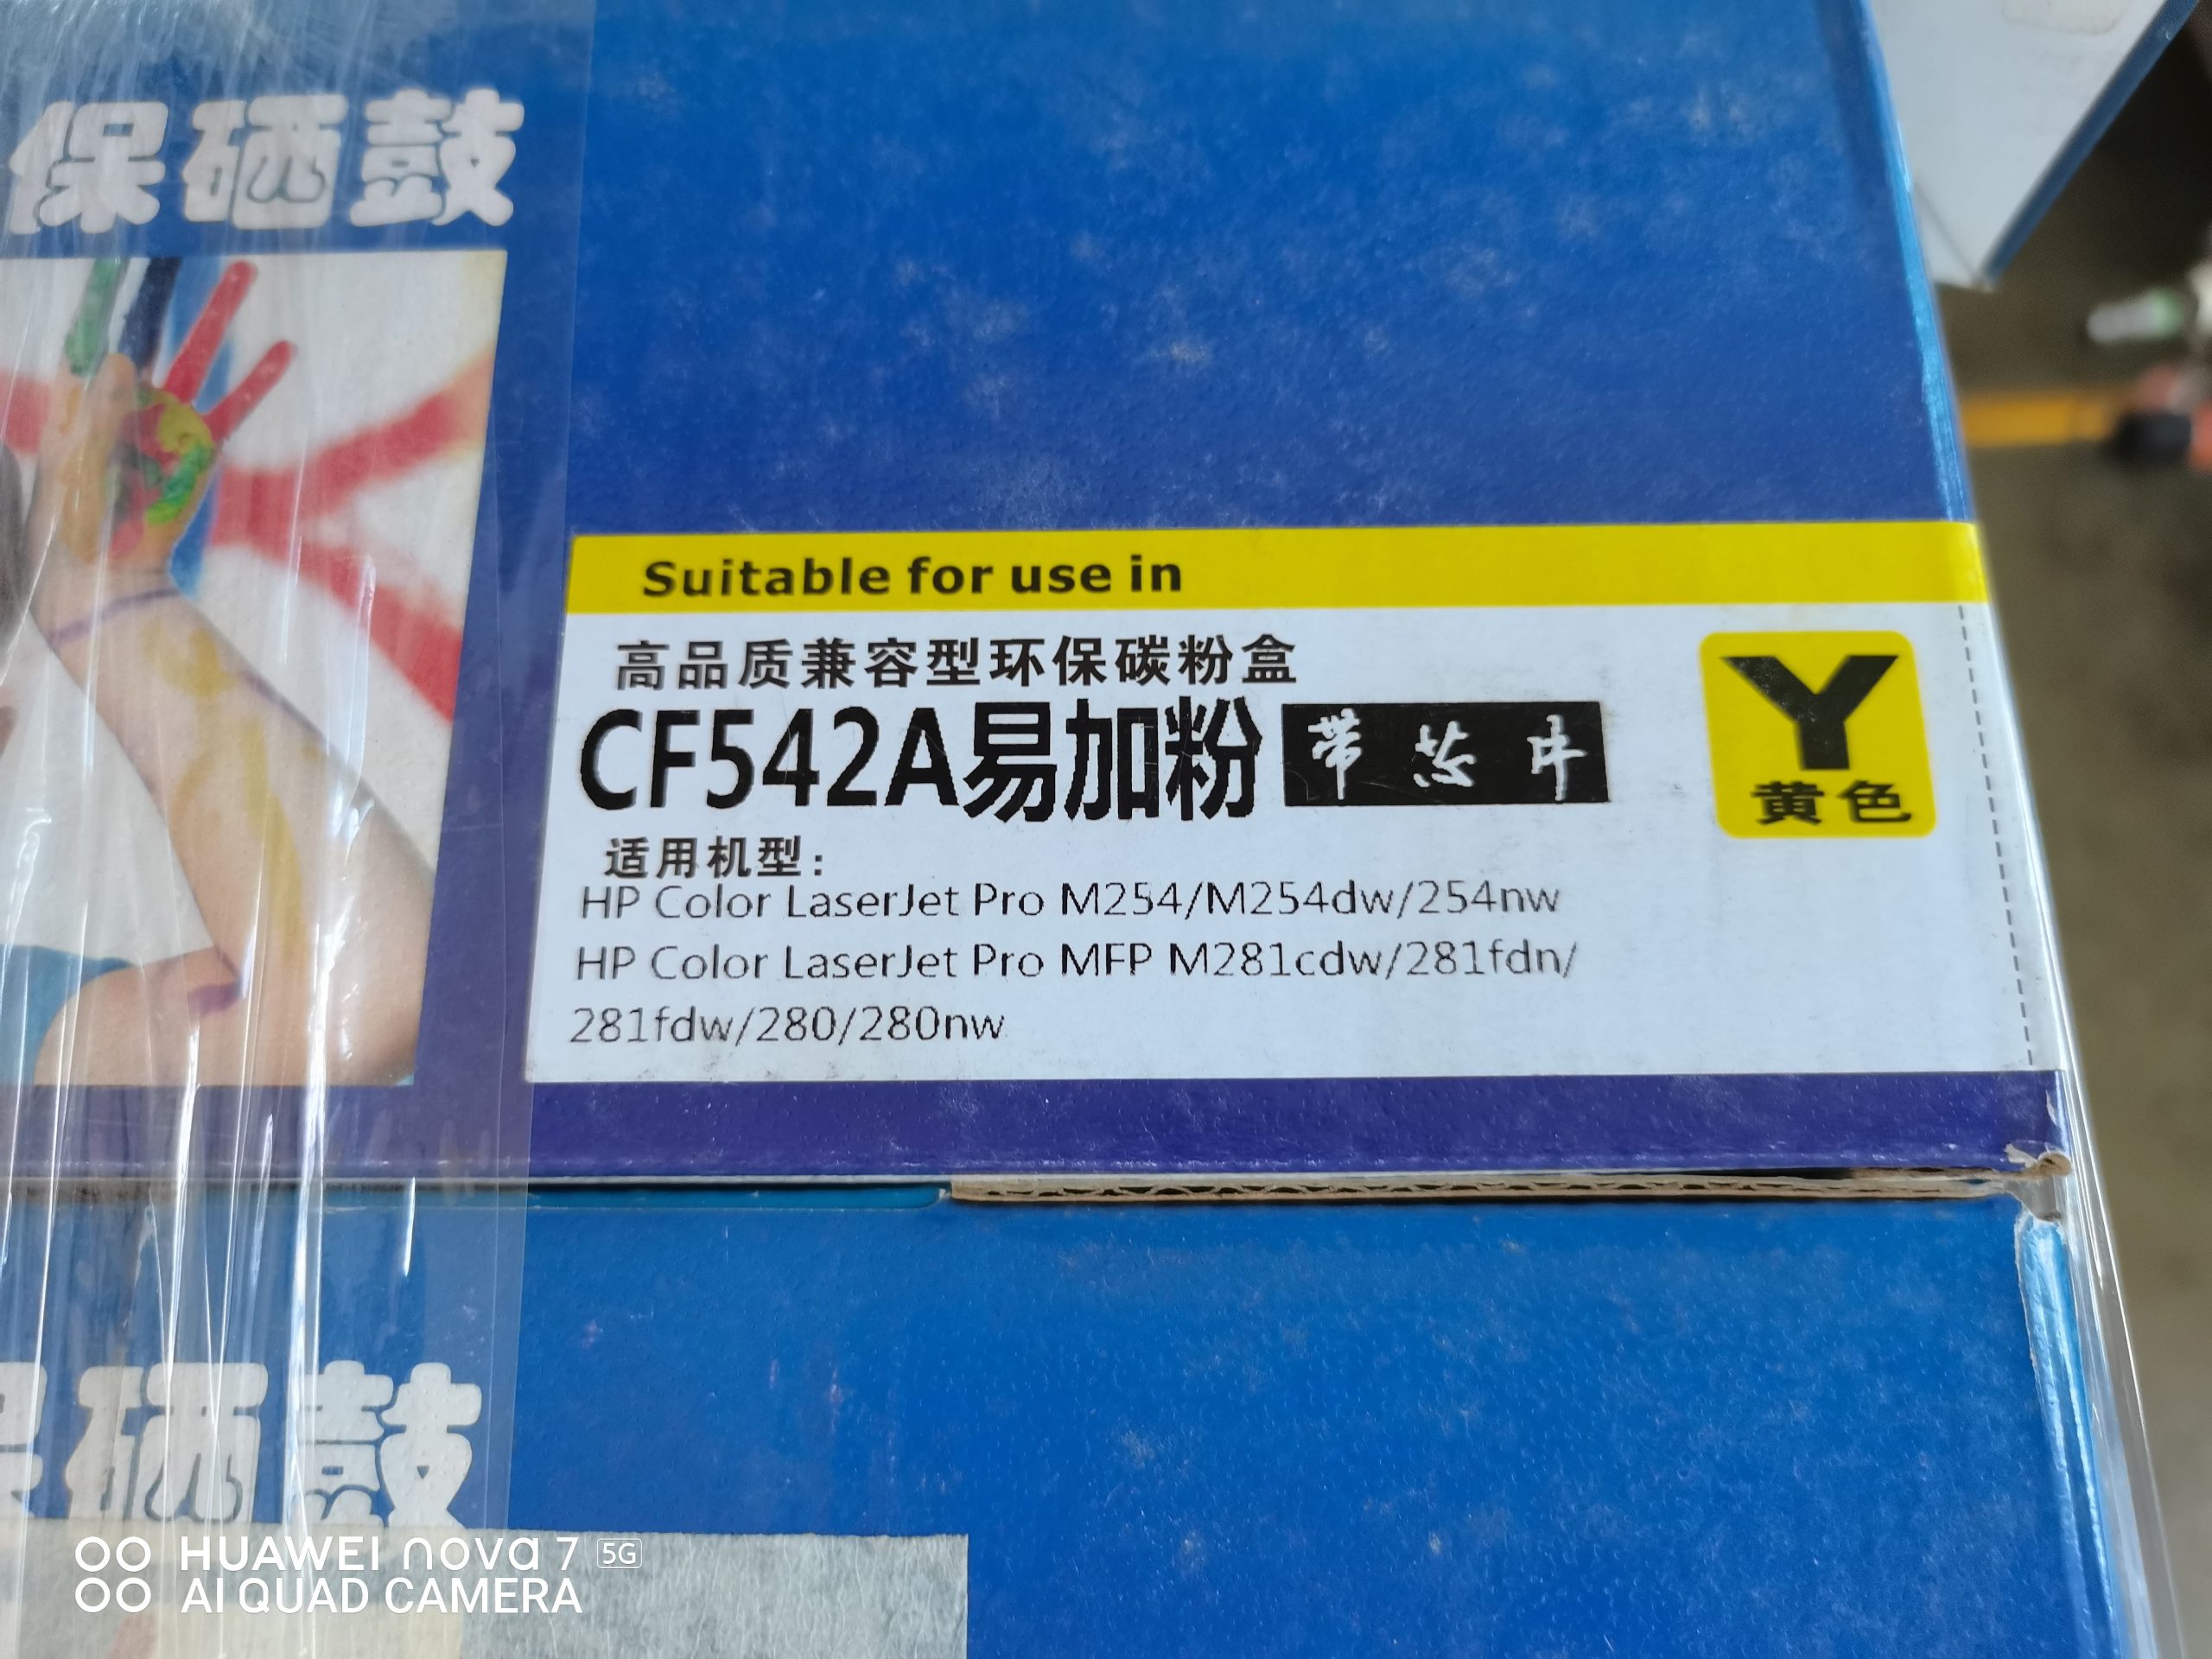 保硒鼓
Suitable for use in
高品质兼容型环保碳粉盒
CF542A易加粉 带芯片
Y
黄色
适用机型:
HP Color LaserJet Pro M254/M254dw/254nw
HP Color LaserJet Pro MFP M281cdw/281fdn/
281fdw/280/280nw
保硒鼓
HUAWEI nova 7 5G
AI QUAD CAMERA